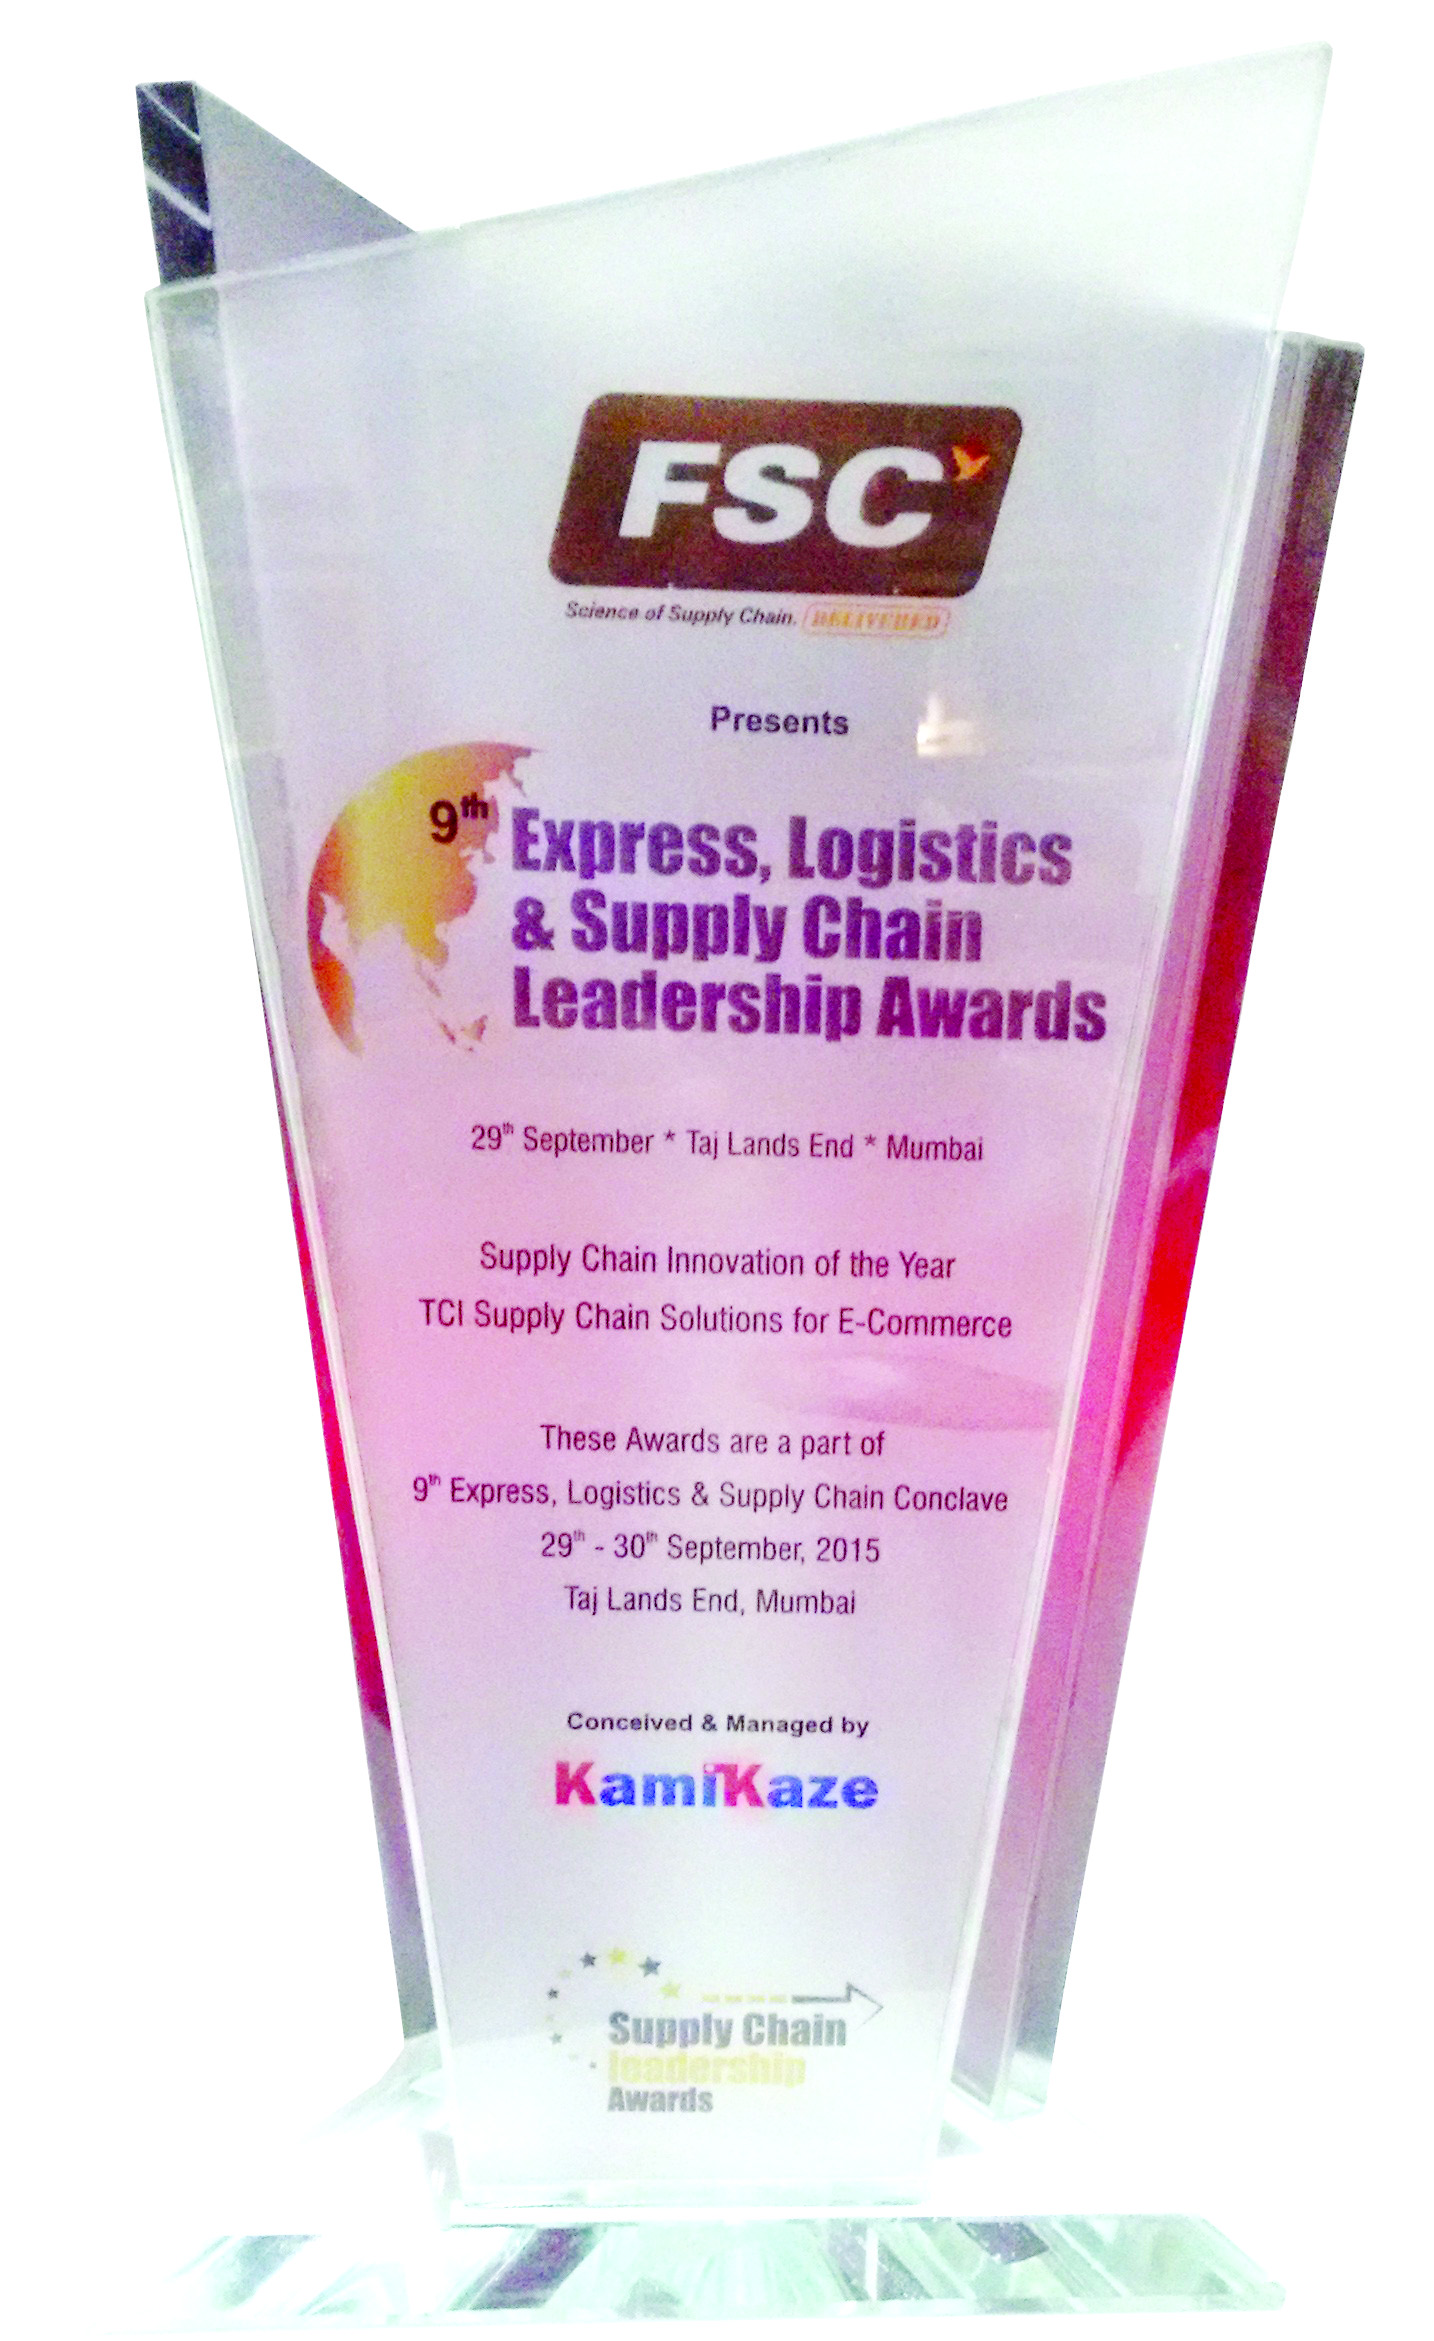 FSC
Science of Supply Chain. DELIVERED
Presents
9th Express, Logistics
& Supply Chain
Leadership Awards
29th September * Taj Lands End * Mumbai
Supply Chain Innovation of the Year
TCI Supply Chain Solutions for E-Commerce
These Awards are a part of
9th Express, Logistics & Supply Chain Conclave
29th - 30th September, 2015
Taj Lands End, Mumbai
Conceived & Managed by
KamiKaze
Supply Chain
leadership
Awards